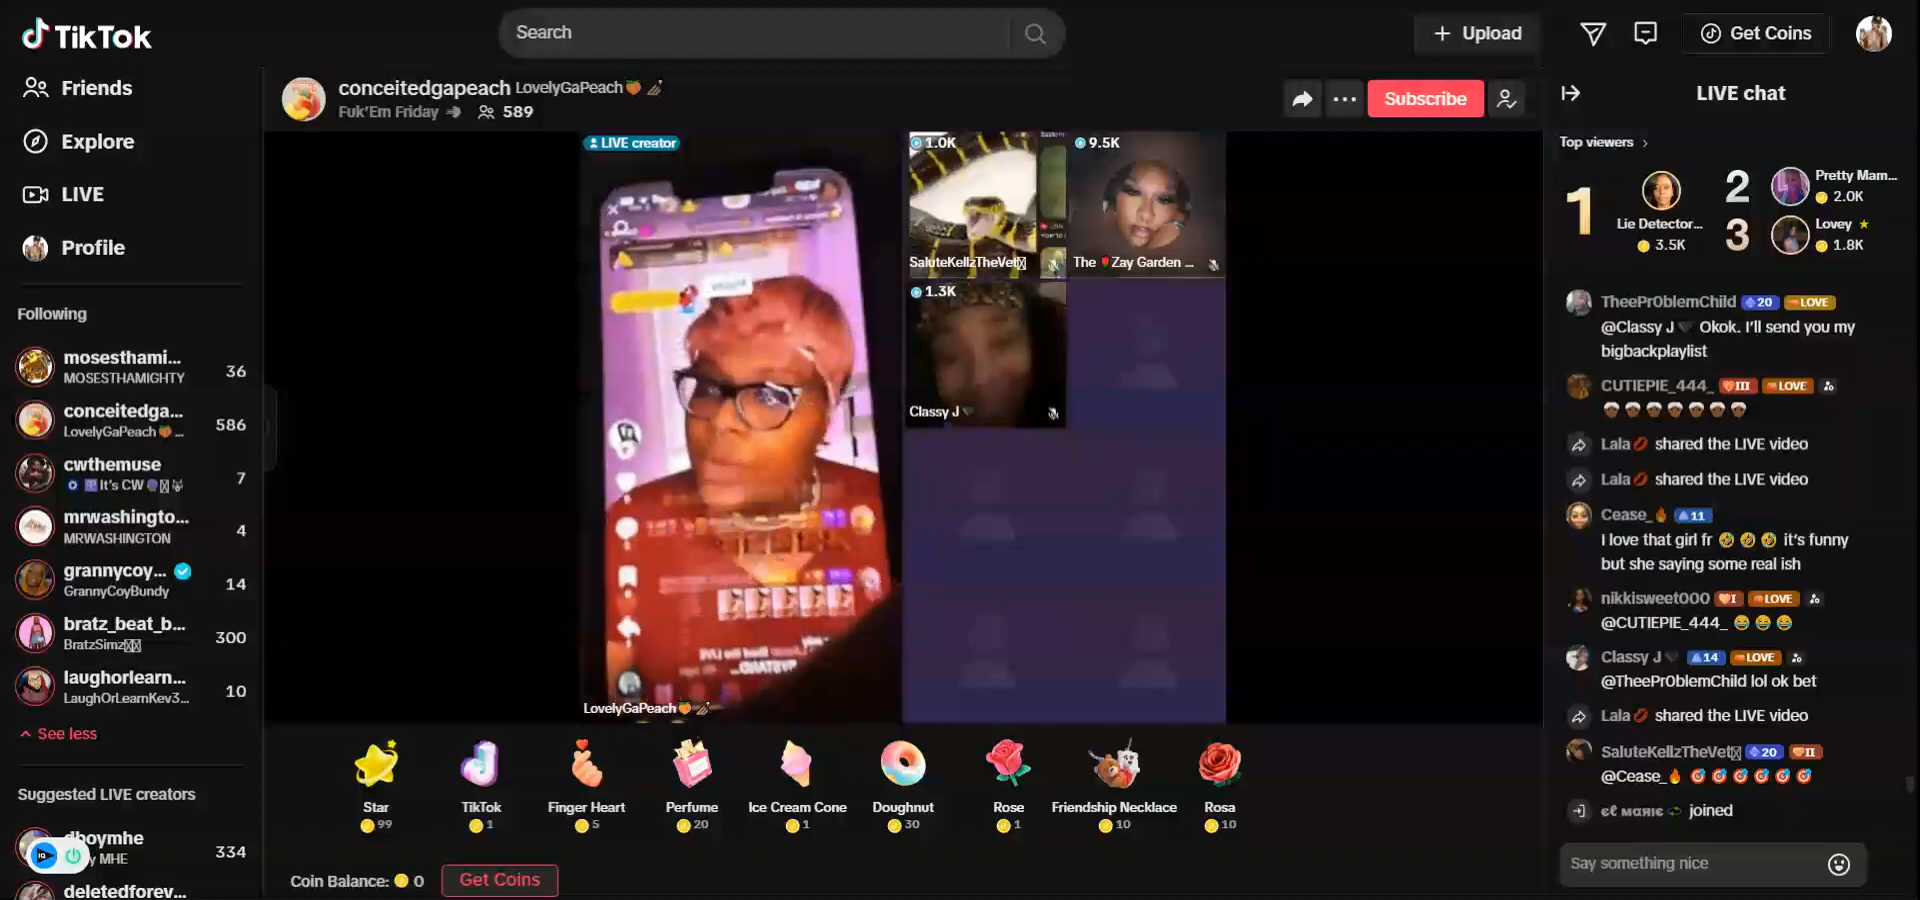 TikTok
Search
Upload
Get Coins
Friends
Explore
LIVE
Profile
Following
mosesthami...
MOSESTHAMIGHTY
36
conceitedga...
LovelyGaPeach🍑 ...
586
cwthemuse
It's CW
7
mrwashingto...
MRWASHINGTON
4
grannycoy...
GrannyCoyBundy
14
bratz_beat_b...
BratzSimz
300
laughorlearn...
LaughOrLearnKev3...
10
See less
Suggested LIVE creators
dboymhe
y MHE
334
deletedforev...
conceitedgapeach LovelyGaPeach🍑
Fuk'Em Friday
589
Subscribe
LIVE creator
LovelyGaPeach🍑
1.0K
SaluteKellzTheVet
9.5K
The 🌹Zay Garden ...
1.3K
Classy J🖤
Star
99
TikTok
1
Finger Heart
5
Perfume
20
Ice Cream Cone
1
Doughnut
30
Rose
1
Friendship Necklace
10
Rosa
10
Coin Balance: 0
Get Coins
LIVE chat
Top viewers
1
Lie Detector...
3.5K
2
Pretty Mam...
2.0K
3
Lovey ★
1.8K
TheePr0blemChild 20 LOVE
@Classy J🖤 Okok. I'll send you my
bigbackplaylist
CUTIEPIE_444_ III LOVE
Lala💋 shared the LIVE video
Lala💋 shared the LIVE video
Cease_🔥 11
I love that girl fr 🤣 🤣 🤣 it's funny
but she saying some real ish
nikkisweet000 I LOVE
@CUTIEPIE_444_ 😂 😂 😂
Classy J🖤 14 LOVE
@TheePr0blemChild lol ok bet
Lala💋 shared the LIVE video
SaluteKellzTheVet 20 II
@Cease_🔥 🎯 🎯 🎯 🎯 🎯 🎯
єℓ мαяιє joined
Say something nice